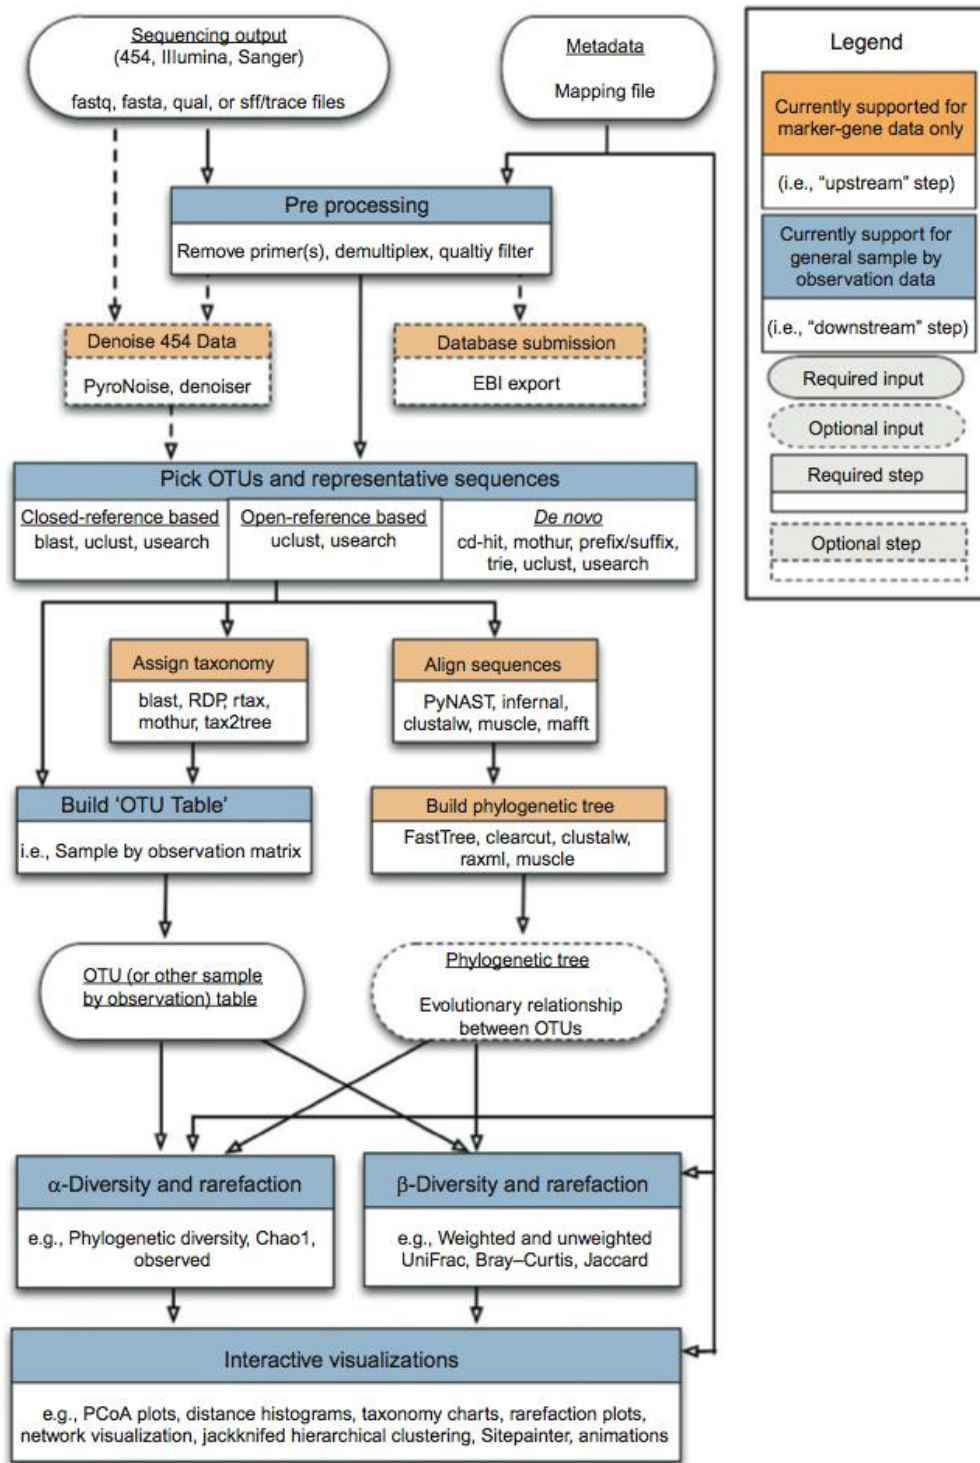 Sequencing output
(454, Illumina, Sanger)
fastq, fasta, qual, or sff/trace files
Metadata
Mapping file
Pre processing
Remove primer(s), demultiplex, qualtiy filter
Denoise 454 Data
PyroNoise, denoiser
Database submission
EBI export
Pick OTUs and representative sequences
Closed-reference based
blast, uclust, usearch
Open-reference based
uclust, usearch
De novo
cd-hit, mothur, prefix/suffix,
trie, uclust, usearch
Assign taxonomy
blast, RDP, rtax,
mothur, tax2tree
Align sequences
PyNAST, infernal,
clustalw, muscle, mafft
Build ‘OTU Table’
i.e., Sample by observation matrix
Build phylogenetic tree
FastTree, clearcut, clustalw,
raxml, muscle
OTU (or other sample
by observation) table
Phylogenetic tree
Evolutionary relationship
between OTUs
α-Diversity and rarefaction
e.g., Phylogenetic diversity, Chao1,
observed
β-Diversity and rarefaction
e.g., Weighted and unweighted
UniFrac, Bray–Curtis, Jaccard
Interactive visualizations
e.g., PCoA plots, distance histograms, taxonomy charts, rarefaction plots,
network visualization, jackknifed hierarchical clustering, Sitepainter, animations
Legend
Currently supported for
marker-gene data only
(i.e., “upstream” step)
Currently support for
general sample by
observation data
(i.e., “downstream” step)
Required input
Optional input
Required step
Optional step